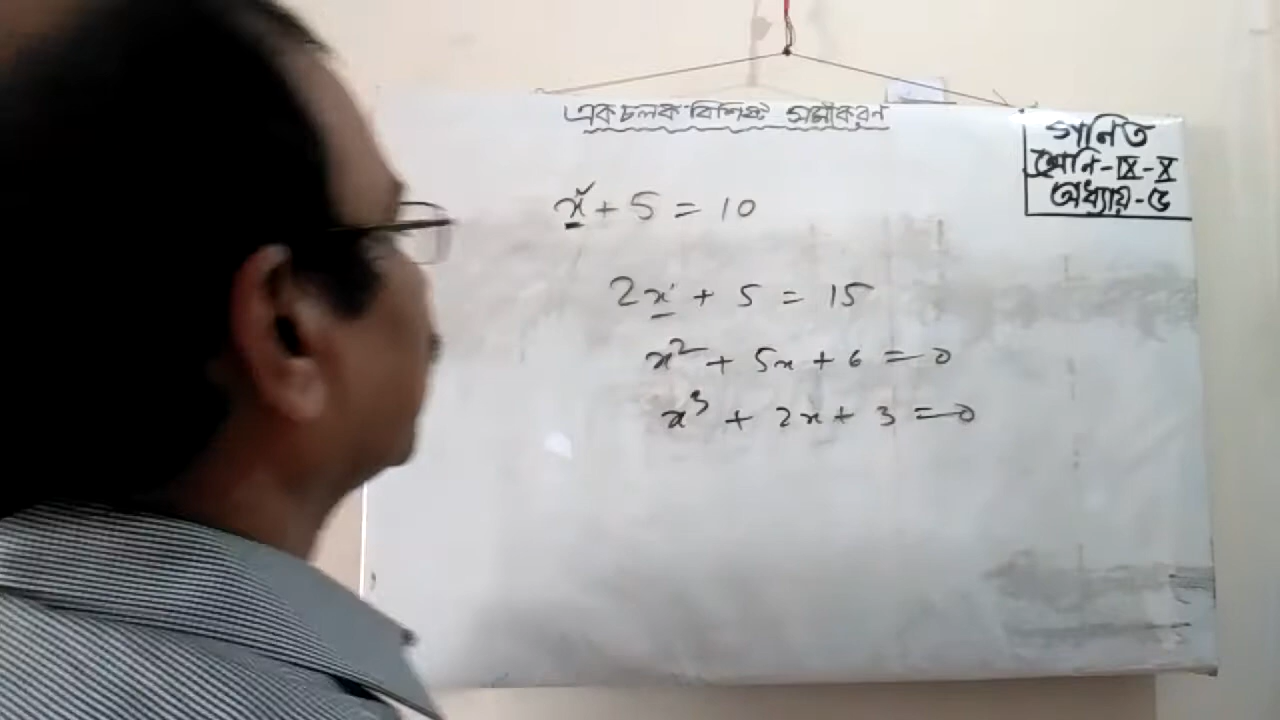 একচলক বিশিষ্ট সমীকরণ
গনিত
শ্রেনি-IX-X
অধ্যায়-৫
x + 5 = 10
2x + 5 = 15
x² + 5x + 6 = 0
x³ + 2x + 3 = 0